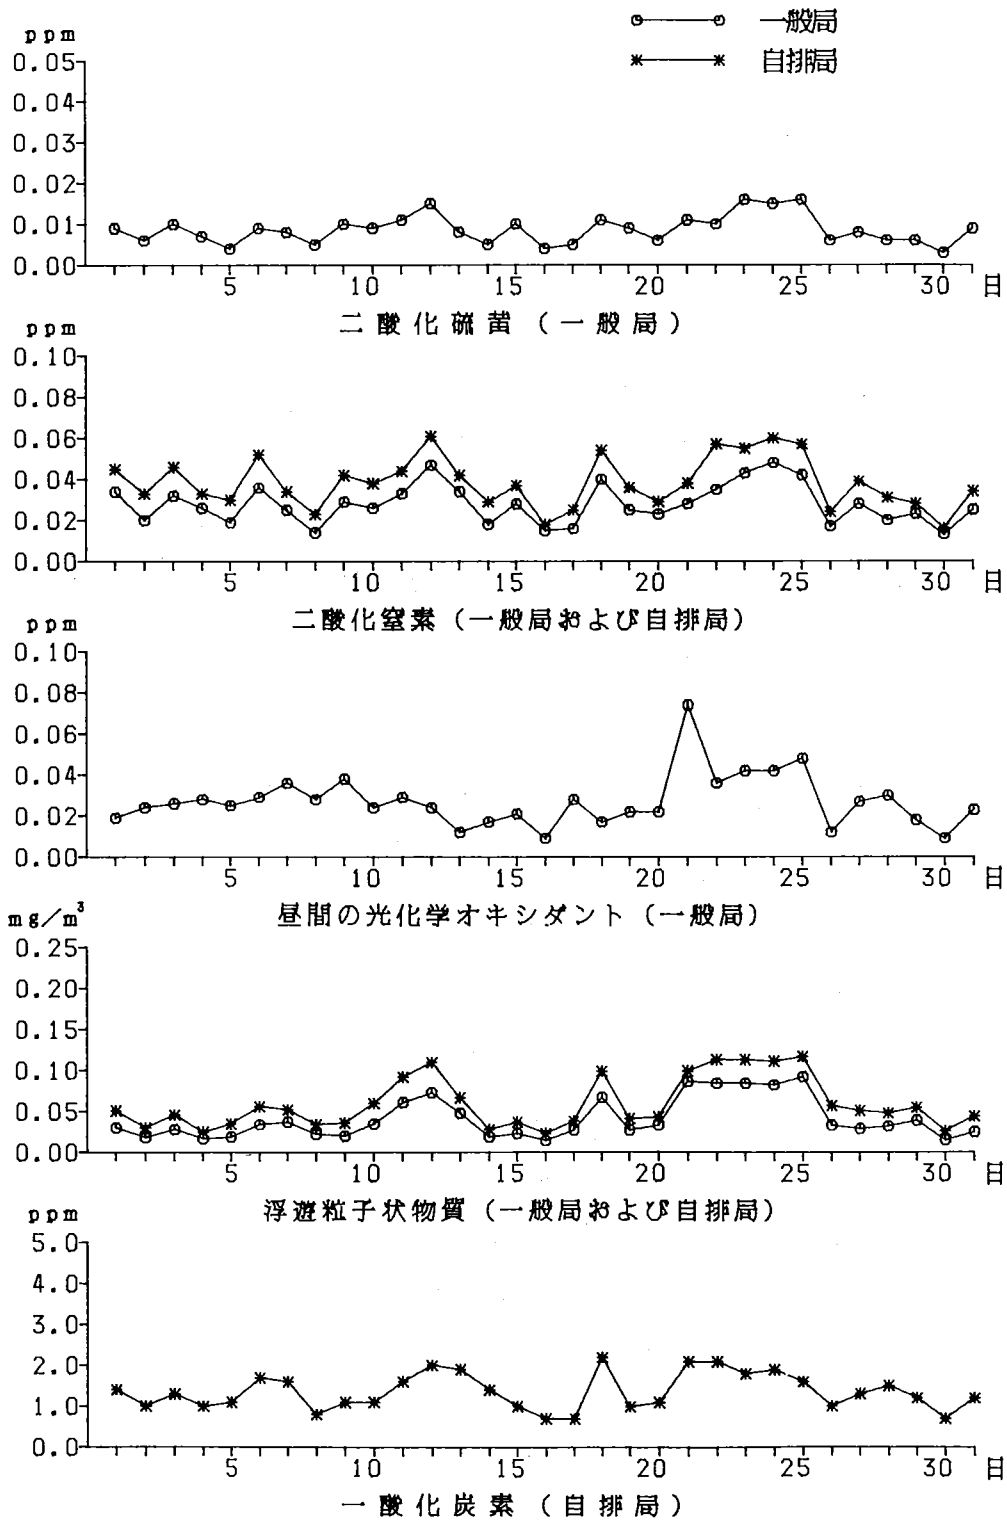 一般局
自排局
ppm
0.05
0.04
0.03
0.02
0.01
0.00
5 10 15 20 25 30 日
二酸化硫黄（一般局）
ppm
0.10
0.08
0.06
0.04
0.02
0.00
5 10 15 20 25 30 日
二酸化窒素（一般局および自排局）
ppm
0.10
0.08
0.06
0.04
0.02
0.00
5 10 15 20 25 30 日
昼間の光化学オキシダント（一般局）
mg/m³
0.25
0.20
0.15
0.10
0.05
0.00
5 10 15 20 25 30 日
浮遊粒子状物質（一般局および自排局）
ppm
5.0
4.0
3.0
2.0
1.0
0.0
5 10 15 20 25 30 日
一酸化炭素（自排局）